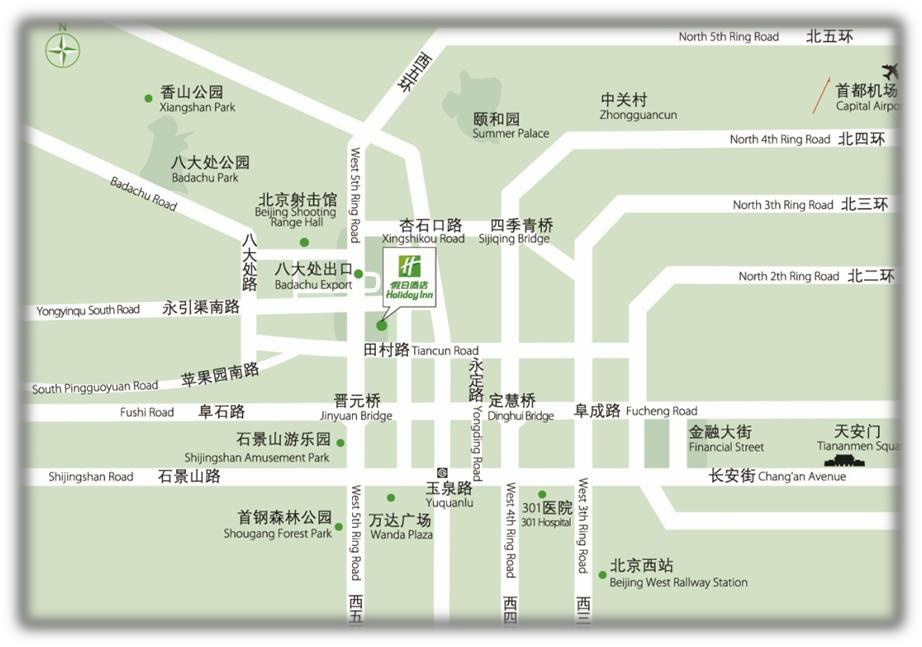 N
North 5th Ring Road 北五环
西五环
香山公园
Xiangshan Park
颐和园
Summer Palace
中关村
Zhongguancun
首都机场
Capital Airpo
North 4th Ring Road 北四环
八大处公园
Badachu Park
Badachu Road
West 5th Ring Road
北京射击馆
Beijing Shooting
Range Hall
North 3th Ring Road 北三环
杏石口路
Xingshikou Road
四季青桥
Sijiqing Bridge
八大处路
八大处出口
Badachu Export
假日酒店
Holiday Inn
North 2th Ring Road 北二环
Yongyinqu South Road 永引渠南路
田村路 Tiancun Road
South Pingguoyuan Road 苹果园南路
永定路 Yongding Road
Fushi Road 阜石路
晋元桥
Jinyuan Bridge
定慧桥
Dinghui Bridge
阜成路 Fucheng Road
石景山游乐园
Shijingshan Amusement Park
金融大街
Financial Street
天安门
Tiananmen Squa
Shijingshan Road 石景山路
长安街 Chang'an Avenue
玉泉路
Yuquanlu
首钢森林公园
Shougang Forest Park
West 5th Ring Road
西五
万达广场
Wanda Plaza
West 4th Ring Road
西四
301医院
301 Hospital
West 3th Ring Road
西三
北京西站
Beijing West Railway Station